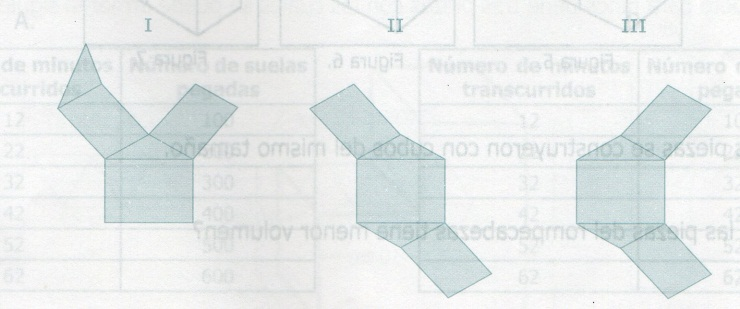 I II III
A. Figura 7 Figura 6 Figura 5
de minutos Número de suelas Número de minutos Número
curridos pegadas transcurridos pega
12 100 12 10
s piezas se construyeron con cubos del mismo tamaño.
22 22
32 300 32
42 400 42
las piezas del rompecabezas tiene menor volumen?
52 52
62 600 62